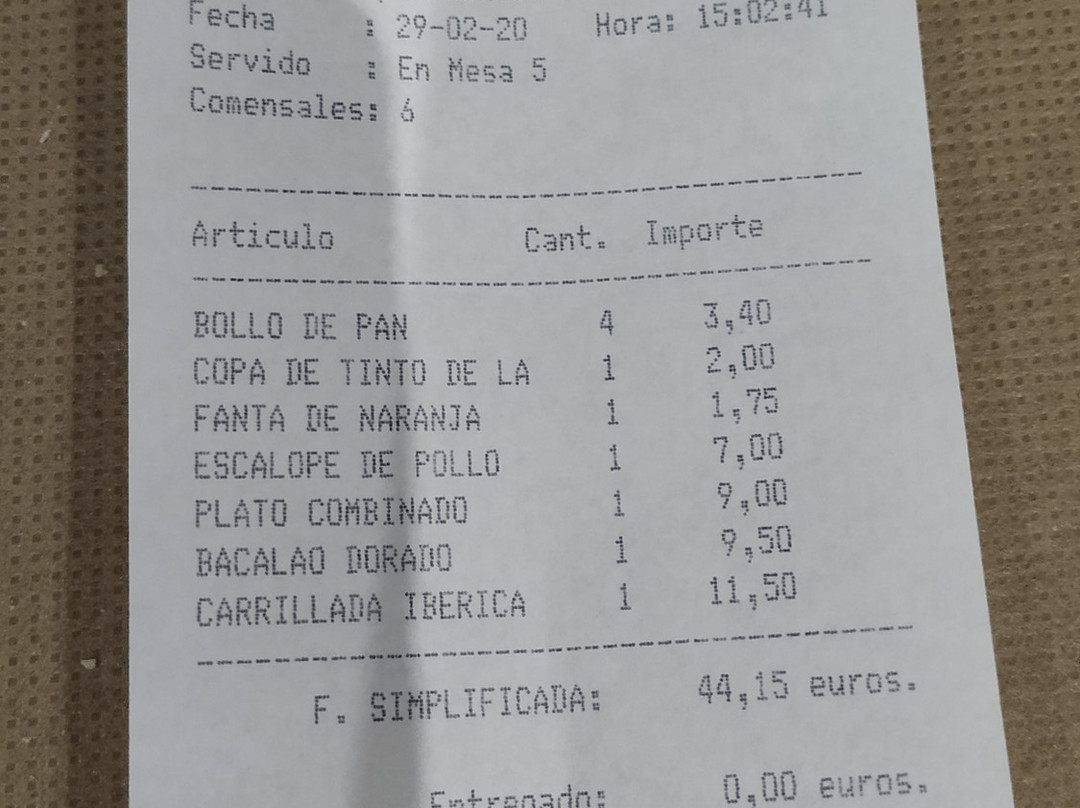 Fecha : 29-02-20 Hora: 15:02:41
Servido : En Mesa 5
Comensales: 6
Articulo Cant. Importe
BOLLO DE PAN 4 3,40
COPA DE TINTO DE LA 1 2,00
FANTA DE NARANJA 1 1,75
ESCALOPE DE POLLO 1 7,00
PLATO COMBINADO 1 9,00
BACALAO DORADO 1 9,50
CARRILLADA IBERICA 1 11,50
F. SIMPLIFICADA: 44,15 euros.
Entregado: 0,00 euros.